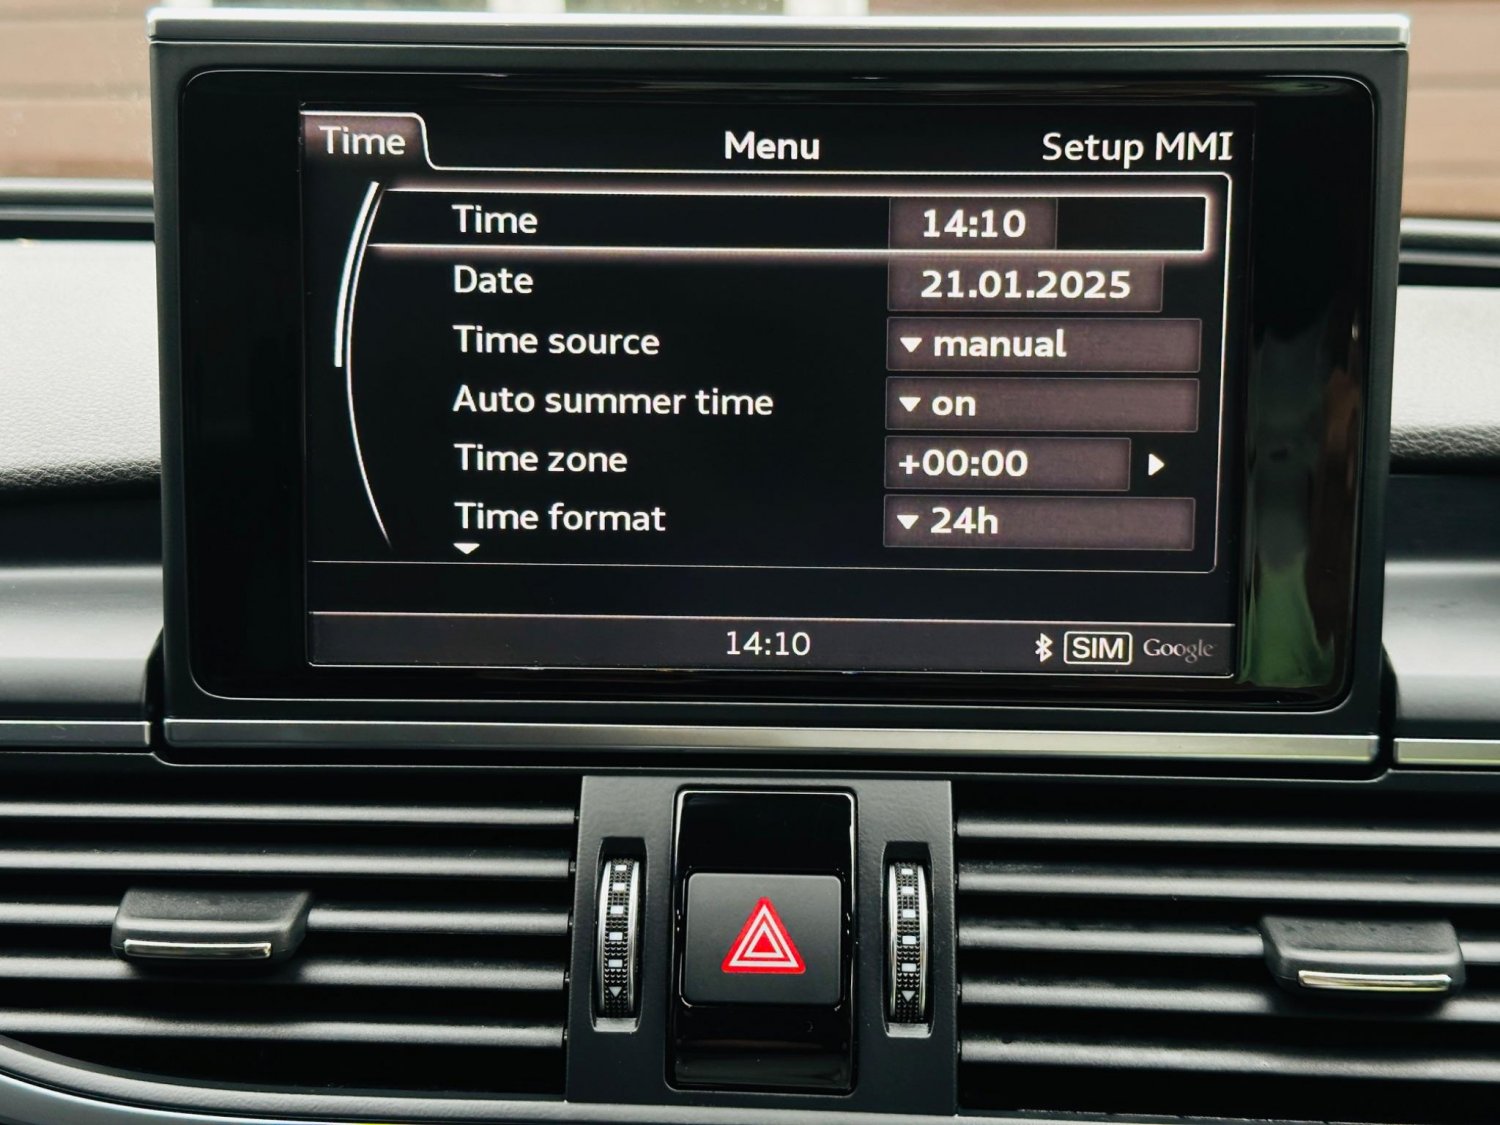 Time Menu Setup MMI
Time 14:10
Date 21.01.2025
Time source manual
Auto summer time on
Time zone +00:00
Time format 24h
14:10 SIM Google